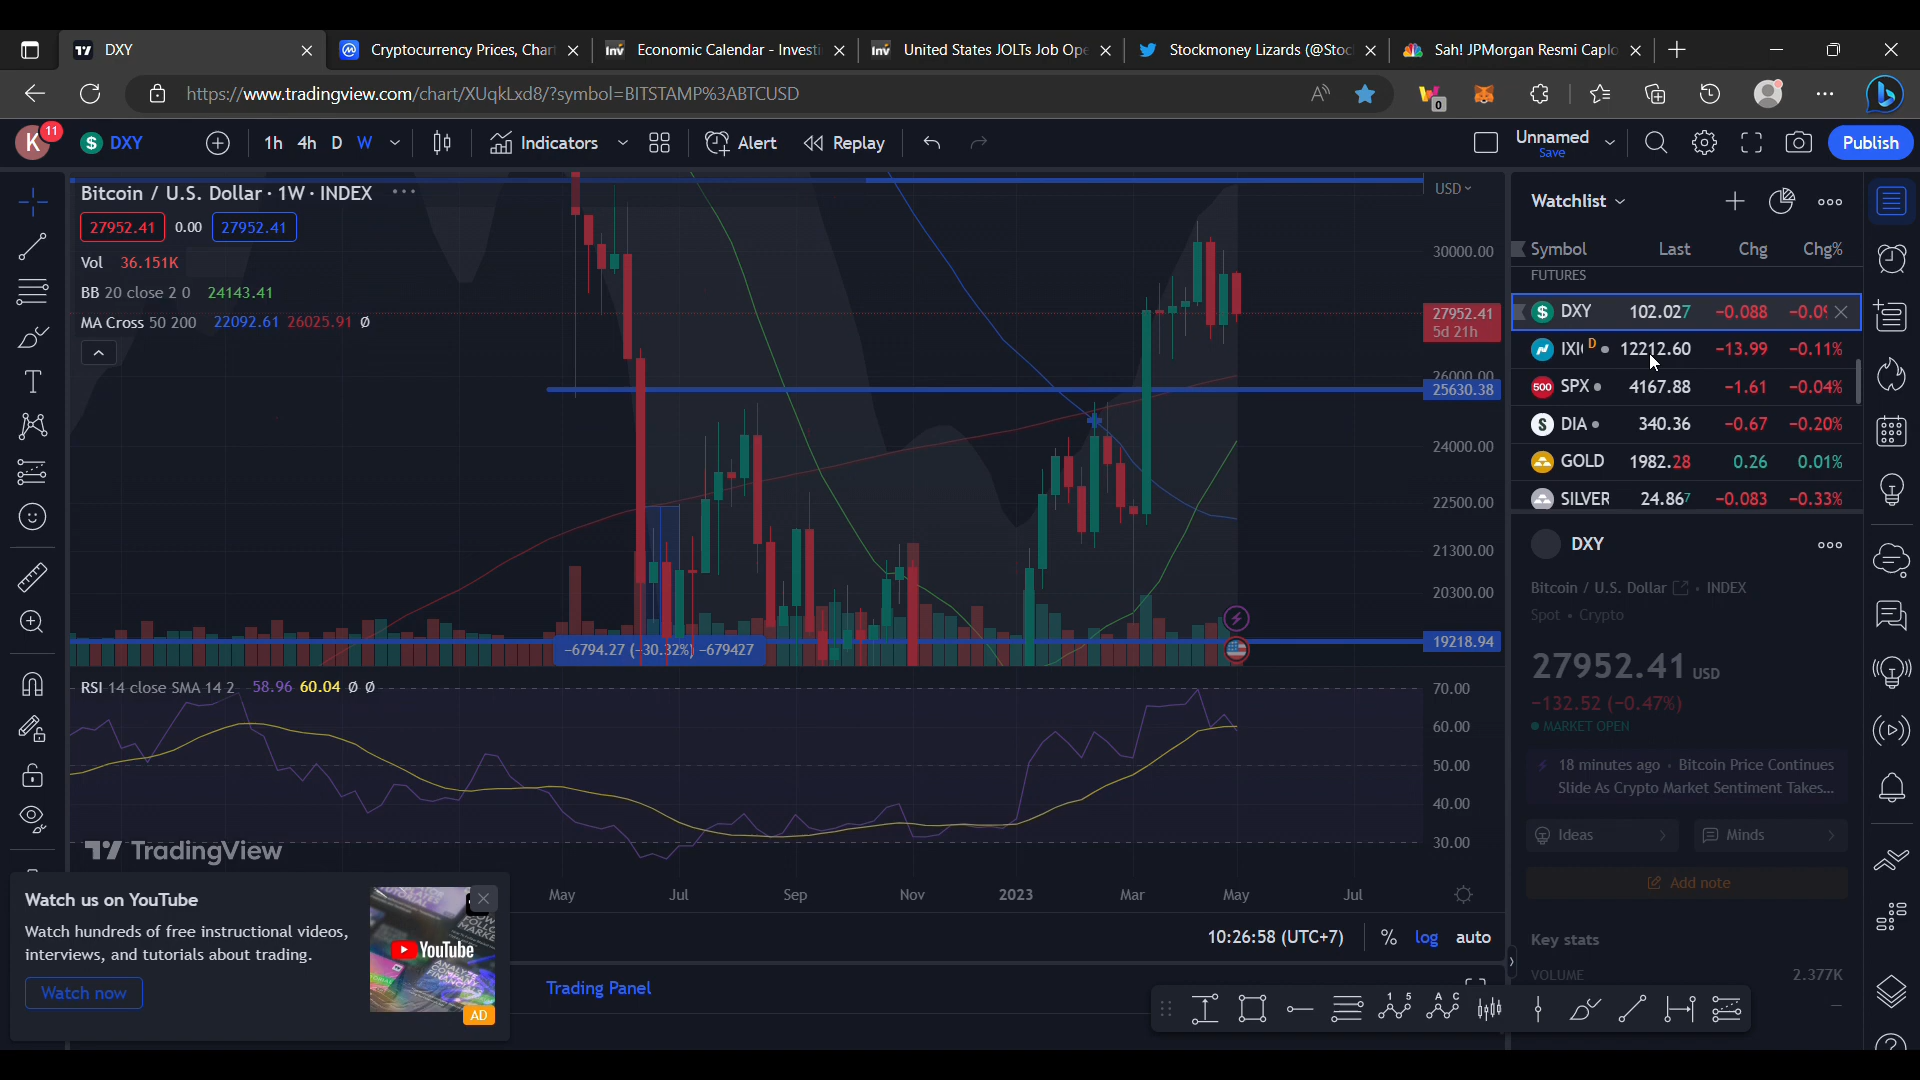 DXY
Cryptocurrency Prices, Char
Economic Calendar - Investi
United States JOLTs Job Ope
Stockmoney Lizards (@Stoc
Sah! JPMorgan Resmi Caplo
https://www.tradingview.com/chart/XUqkLxd8/?symbol=BITSTAMP%3ABTCUSD
0
K
11
DXY
1h 4h D W
Indicators
Alert
Replay
Unnamed
Save
Publish
Bitcoin / U.S. Dollar · 1W · INDEX
27952.41 0.00 27952.41
Vol 36.151K
BB 20 close 2 0 24143.41
MA Cross 50 200 22092.61 26025.91 Ø
USD
30000.00
27952.41
5d 21h
26000.00
25630.38
24000.00
22500.00
21300.00
20300.00
19218.94
−6794.27 (−30.32%) −679427
RSI 14 close SMA 14 2 58.96 60.04 Ø Ø
70.00
60.00
50.00
40.00
30.00
TradingView
May Jul Sep Nov 2023 Mar May Jul
10:26:58 (UTC+7) % log auto
Trading Panel
Watch us on YouTube
Watch hundreds of free instructional videos,
interviews, and tutorials about trading.
Watch now
YouTube
AD
Watchlist
Symbol Last Chg Chg%
FUTURES
DXY 102.027 −0.088
IXI D 12212.60 −13.99 −0.11%
500 SPX 4167.88 −1.61 −0.04%
DIA 340.36 −0.67 −0.20%
GOLD 1982.28 0.26 0.01%
SILVER 24.867 −0.083 −0.33%
DXY
Bitcoin / U.S. Dollar · INDEX
Spot · Crypto
27952.41 USD
−132.52 (−0.47%)
MARKET OPEN
18 minutes ago · Bitcoin Price Continues
Slide As Crypto Market Sentiment Takes...
Ideas
Minds
Add note
Key stats
VOLUME 2.377K